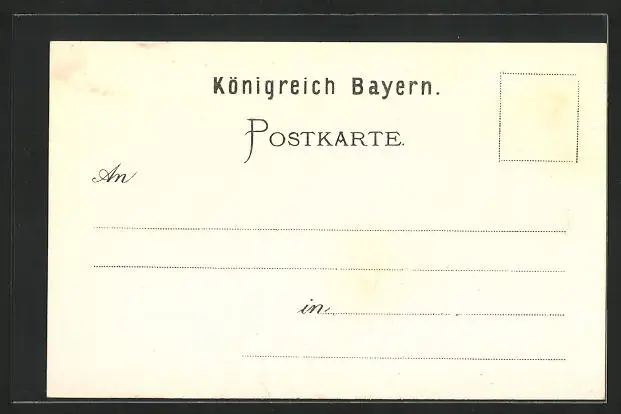 Königreich Bayern.
POSTKARTE.
An
in